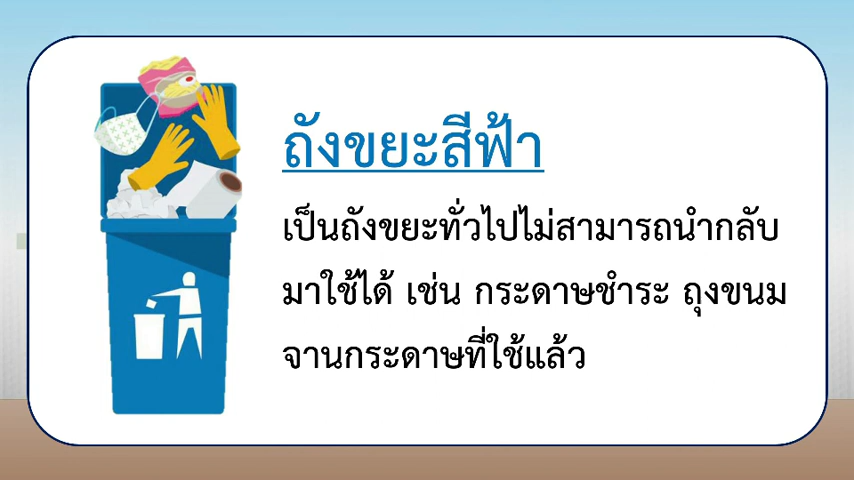 ถังขยะสีฟ้า
เป็นถังขยะทั่วไปไม่สามารถนำกลับ
มาใช้ได้ เช่น กระดาษชำระ ถุงขนม
จานกระดาษที่ใช้แล้ว